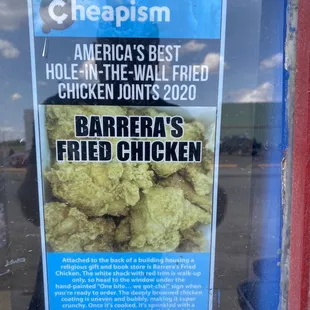 Cheapism
AMERICA'S BEST
HOLE-IN-THE-WALL FRIED
CHICKEN JOINTS 2020
BARRERA'S
FRIED CHICKEN
Attached to the back of a building housing a
religious gift and book store is Barrera's Fried
Chicken. The white shack with red trim is walk-up
only, so head to the window under the
hand-painted "One bite... we got cha!" sign when
you're ready to order. The deeply browned chicken
coating is uneven and bubbly, making it super
crunchy. Once it's cooked, it's sprinkled with a